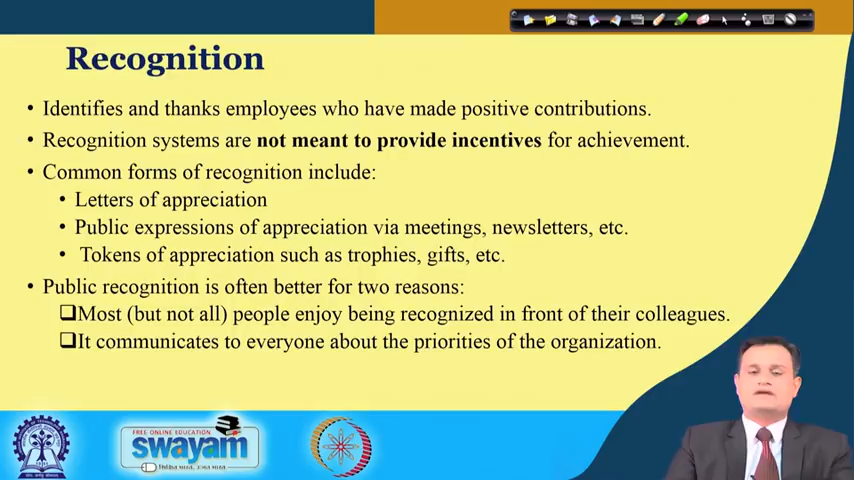 Recognition
• Identifies and thanks employees who have made positive contributions.
• Recognition systems are not meant to provide incentives for achievement.
• Common forms of recognition include:
• Letters of appreciation
• Public expressions of appreciation via meetings, newsletters, etc.
• Tokens of appreciation such as trophies, gifts, etc.
• Public recognition is often better for two reasons:
❑Most (but not all) people enjoy being recognized in front of their colleagues.
❑It communicates to everyone about the priorities of the organization.
FREE ONLINE EDUCATION
swayam